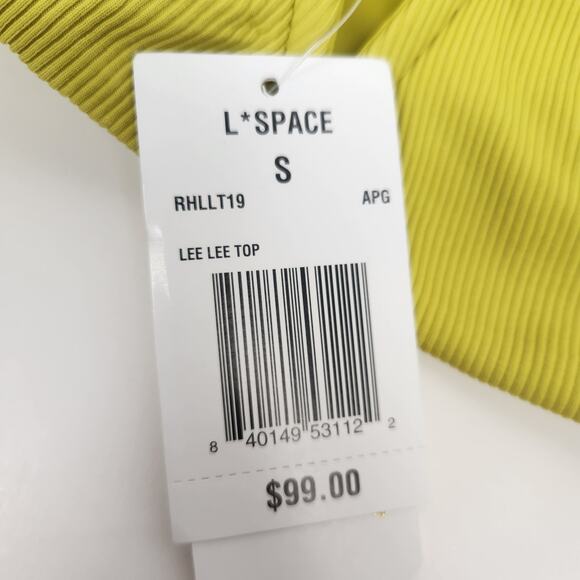 L*SPACE
S
RHLLT19 APG
LEE LEE TOP
8 40149 53112 2
$99.00